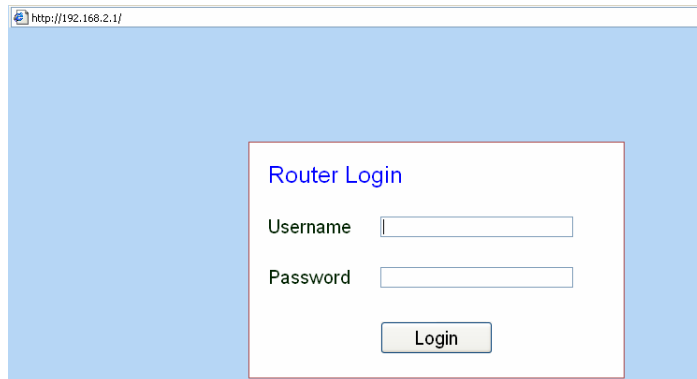 http://192.168.2.1/
Router Login
Username
Password
Login